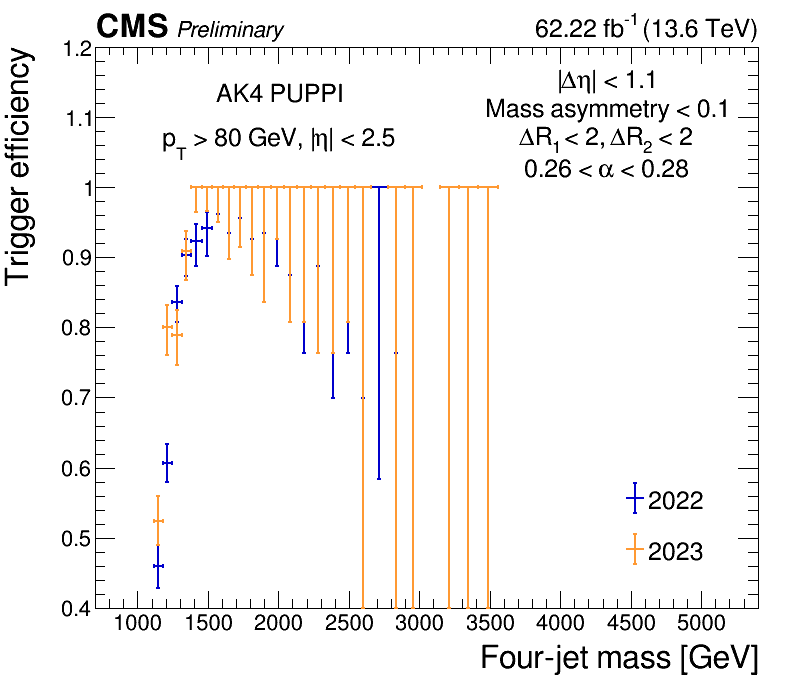 CMS Preliminary 62.22 fb⁻¹ (13.6 TeV)
Trigger efficiency
1.2
1.1
1
0.9
0.8
0.7
0.6
0.5
0.4
AK4 PUPPI
p_T > 80 GeV, |η| < 2.5
|Δη| < 1.1
Mass asymmetry < 0.1
ΔR₁ < 2, ΔR₂ < 2
0.26 < α < 0.28
2022
2023
1000 1500 2000 2500 3000 3500 4000 4500 5000
Four-jet mass [GeV]